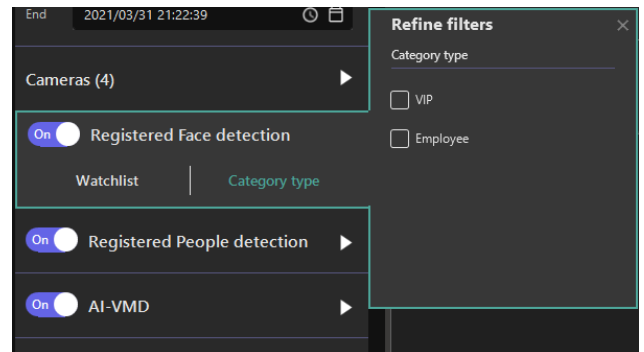 End 2021/03/31 21:22:39
Cameras (4)
On Registered Face detection
Watchlist Category type
On Registered People detection
On AI-VMD
Refine filters
Category type
VIP
Employee